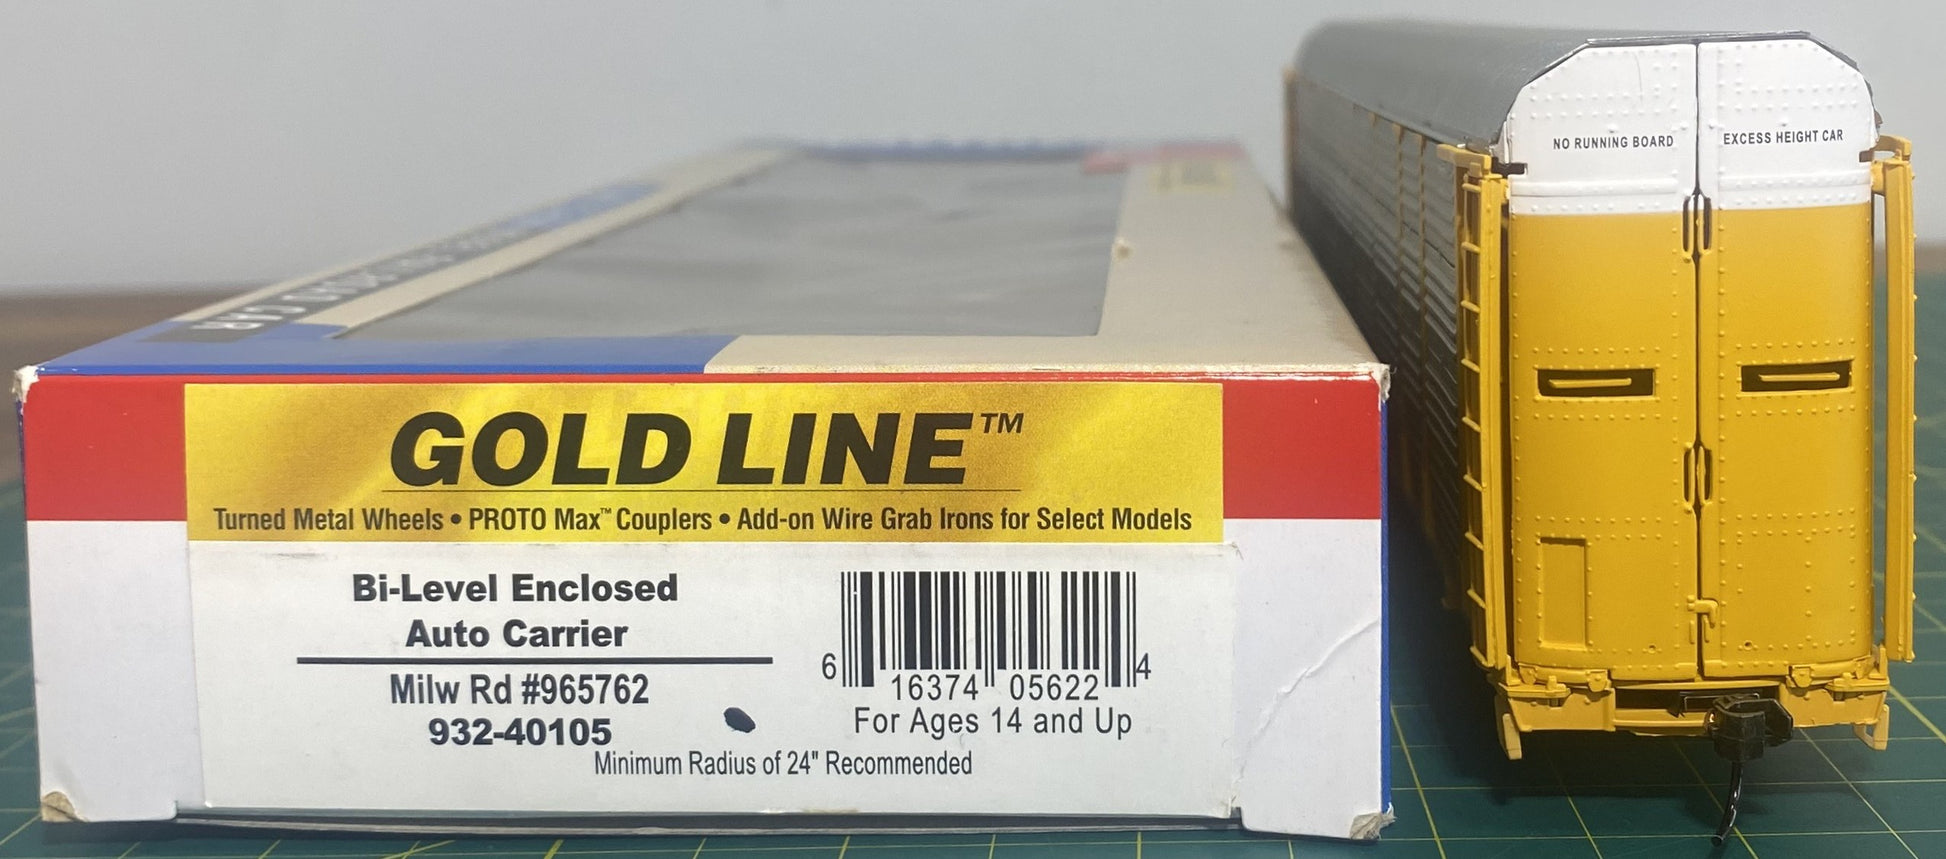 GOLD LINE™
Turned Metal Wheels • PROTO Max™ Couplers • Add-on Wire Grab Irons for Select Models
Bi-Level Enclosed
Auto Carrier
Milw Rd #965762
932-40105
6 16374 05622 4
For Ages 14 and Up
Minimum Radius of 24" Recommended
NO RUNNING BOARD
EXCESS HEIGHT CAR